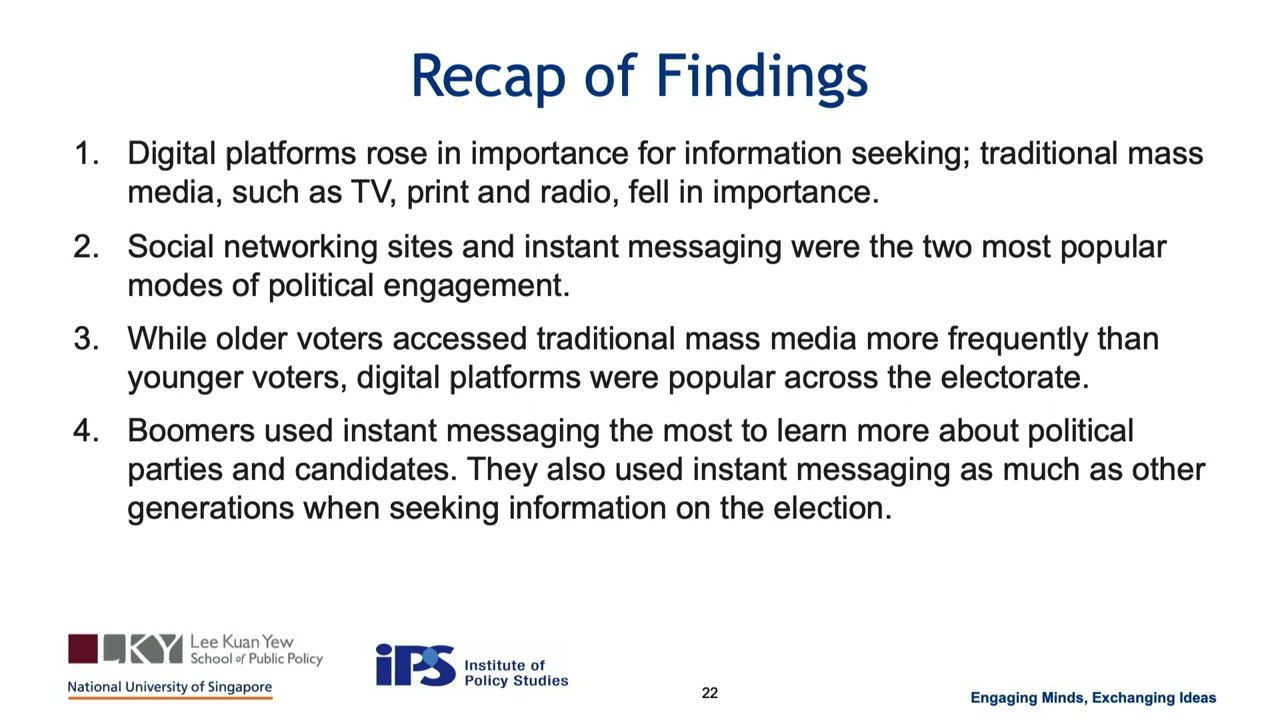 Recap of Findings
1. Digital platforms rose in importance for information seeking; traditional mass
media, such as TV, print and radio, fell in importance.
2. Social networking sites and instant messaging were the two most popular
modes of political engagement.
3. While older voters accessed traditional mass media more frequently than
younger voters, digital platforms were popular across the electorate.
4. Boomers used instant messaging the most to learn more about political
parties and candidates. They also used instant messaging as much as other
generations when seeking information on the election.
LKY
Lee Kuan Yew
School of Public Policy
National University of Singapore
iPS
Institute of
Policy Studies
22
Engaging Minds, Exchanging Ideas